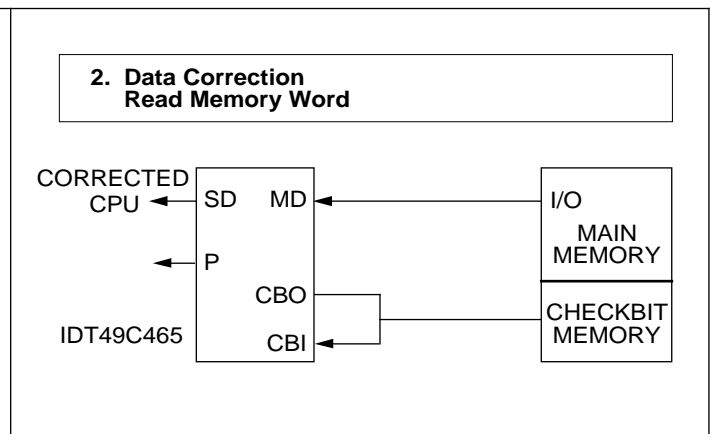 2. Data Correction
Read Memory Word
CORRECTED
CPU
SD
MD
I/O
MAIN
MEMORY
P
CBO
CHECKBIT
MEMORY
IDT49C465
CBI